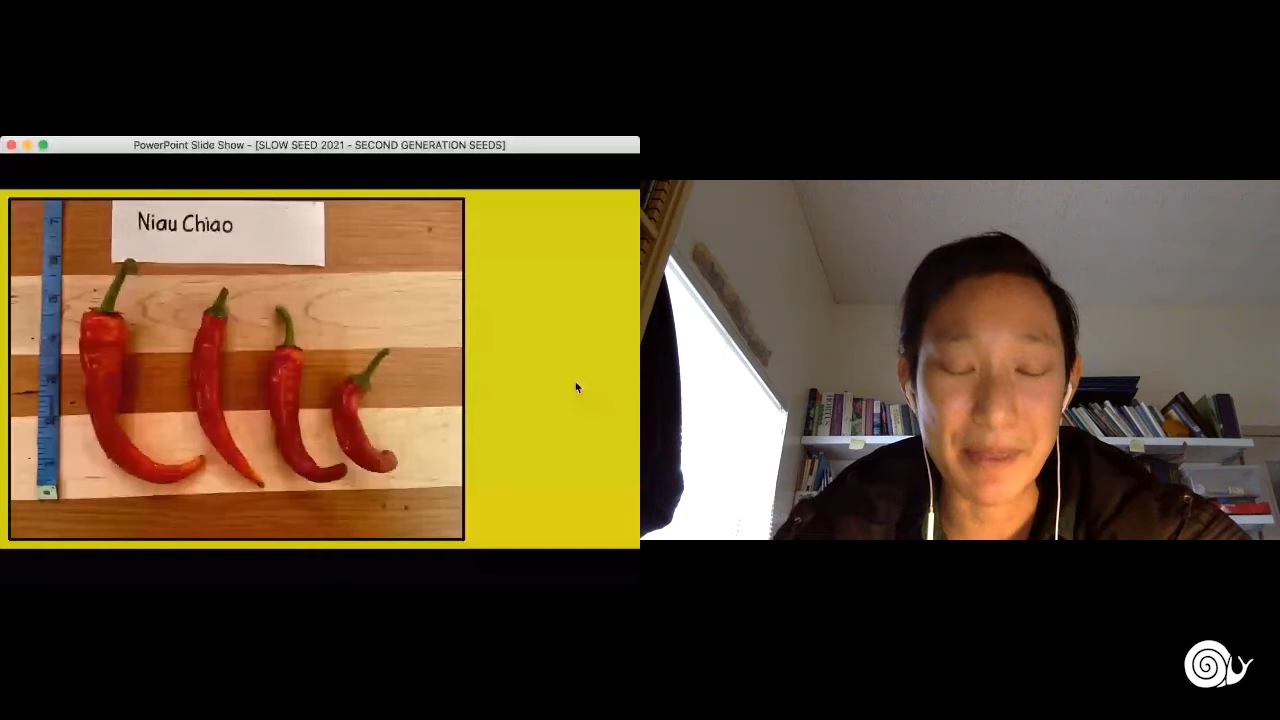 PowerPoint Slide Show - [SLOW SEED 2021 - SECOND GENERATION SEEDS]
Niau Chiao